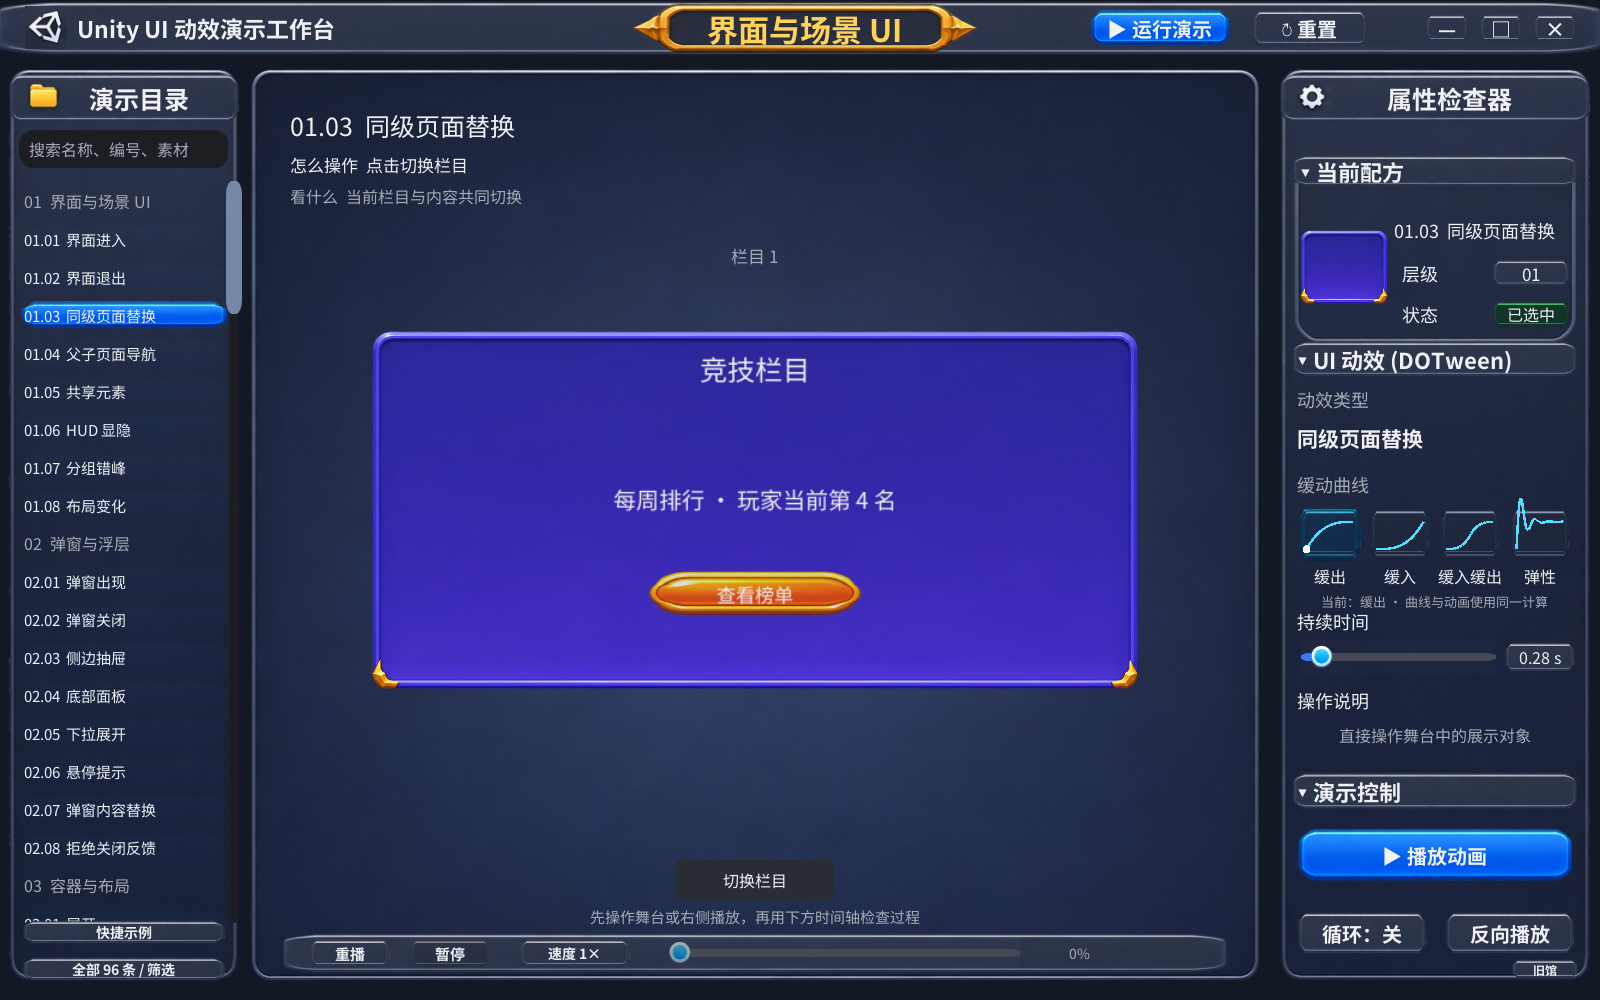 Unity UI 动效演示工作台
界面与场景 UI
▶ 运行演示
↻ 重置
演示目录
搜索名称、编号、素材
01 界面与场景 UI
01.01 界面进入
01.02 界面退出
01.03 同级页面替换
01.04 父子页面导航
01.05 共享元素
01.06 HUD 显隐
01.07 分组错峰
01.08 布局变化
02 弹窗与浮层
02.01 弹窗出现
02.02 弹窗关闭
02.03 侧边抽屉
02.04 底部面板
02.05 下拉展开
02.06 悬停提示
02.07 弹窗内容替换
02.08 拒绝关闭反馈
03 容器与布局
03.01 展开
快捷示例
全部 96 条 / 筛选
01.03 同级页面替换
怎么操作 点击切换栏目
看什么 当前栏目与内容共同切换
栏目 1
竞技栏目
每周排行 · 玩家当前第 4 名
查看榜单
切换栏目
先操作舞台或右侧播放，再用下方时间轴检查过程
重播
暂停
速度 1×
0%
属性检查器
▼ 当前配方
01.03 同级页面替换
层级
01
状态
已选中
▼ UI 动效 (DOTween)
动效类型
同级页面替换
缓动曲线
缓出
缓入
缓入缓出
弹性
当前：缓出 · 曲线与动画使用同一计算
持续时间
0.28 s
操作说明
直接操作舞台中的展示对象
▼ 演示控制
▶ 播放动画
循环：关
反向播放
旧馆